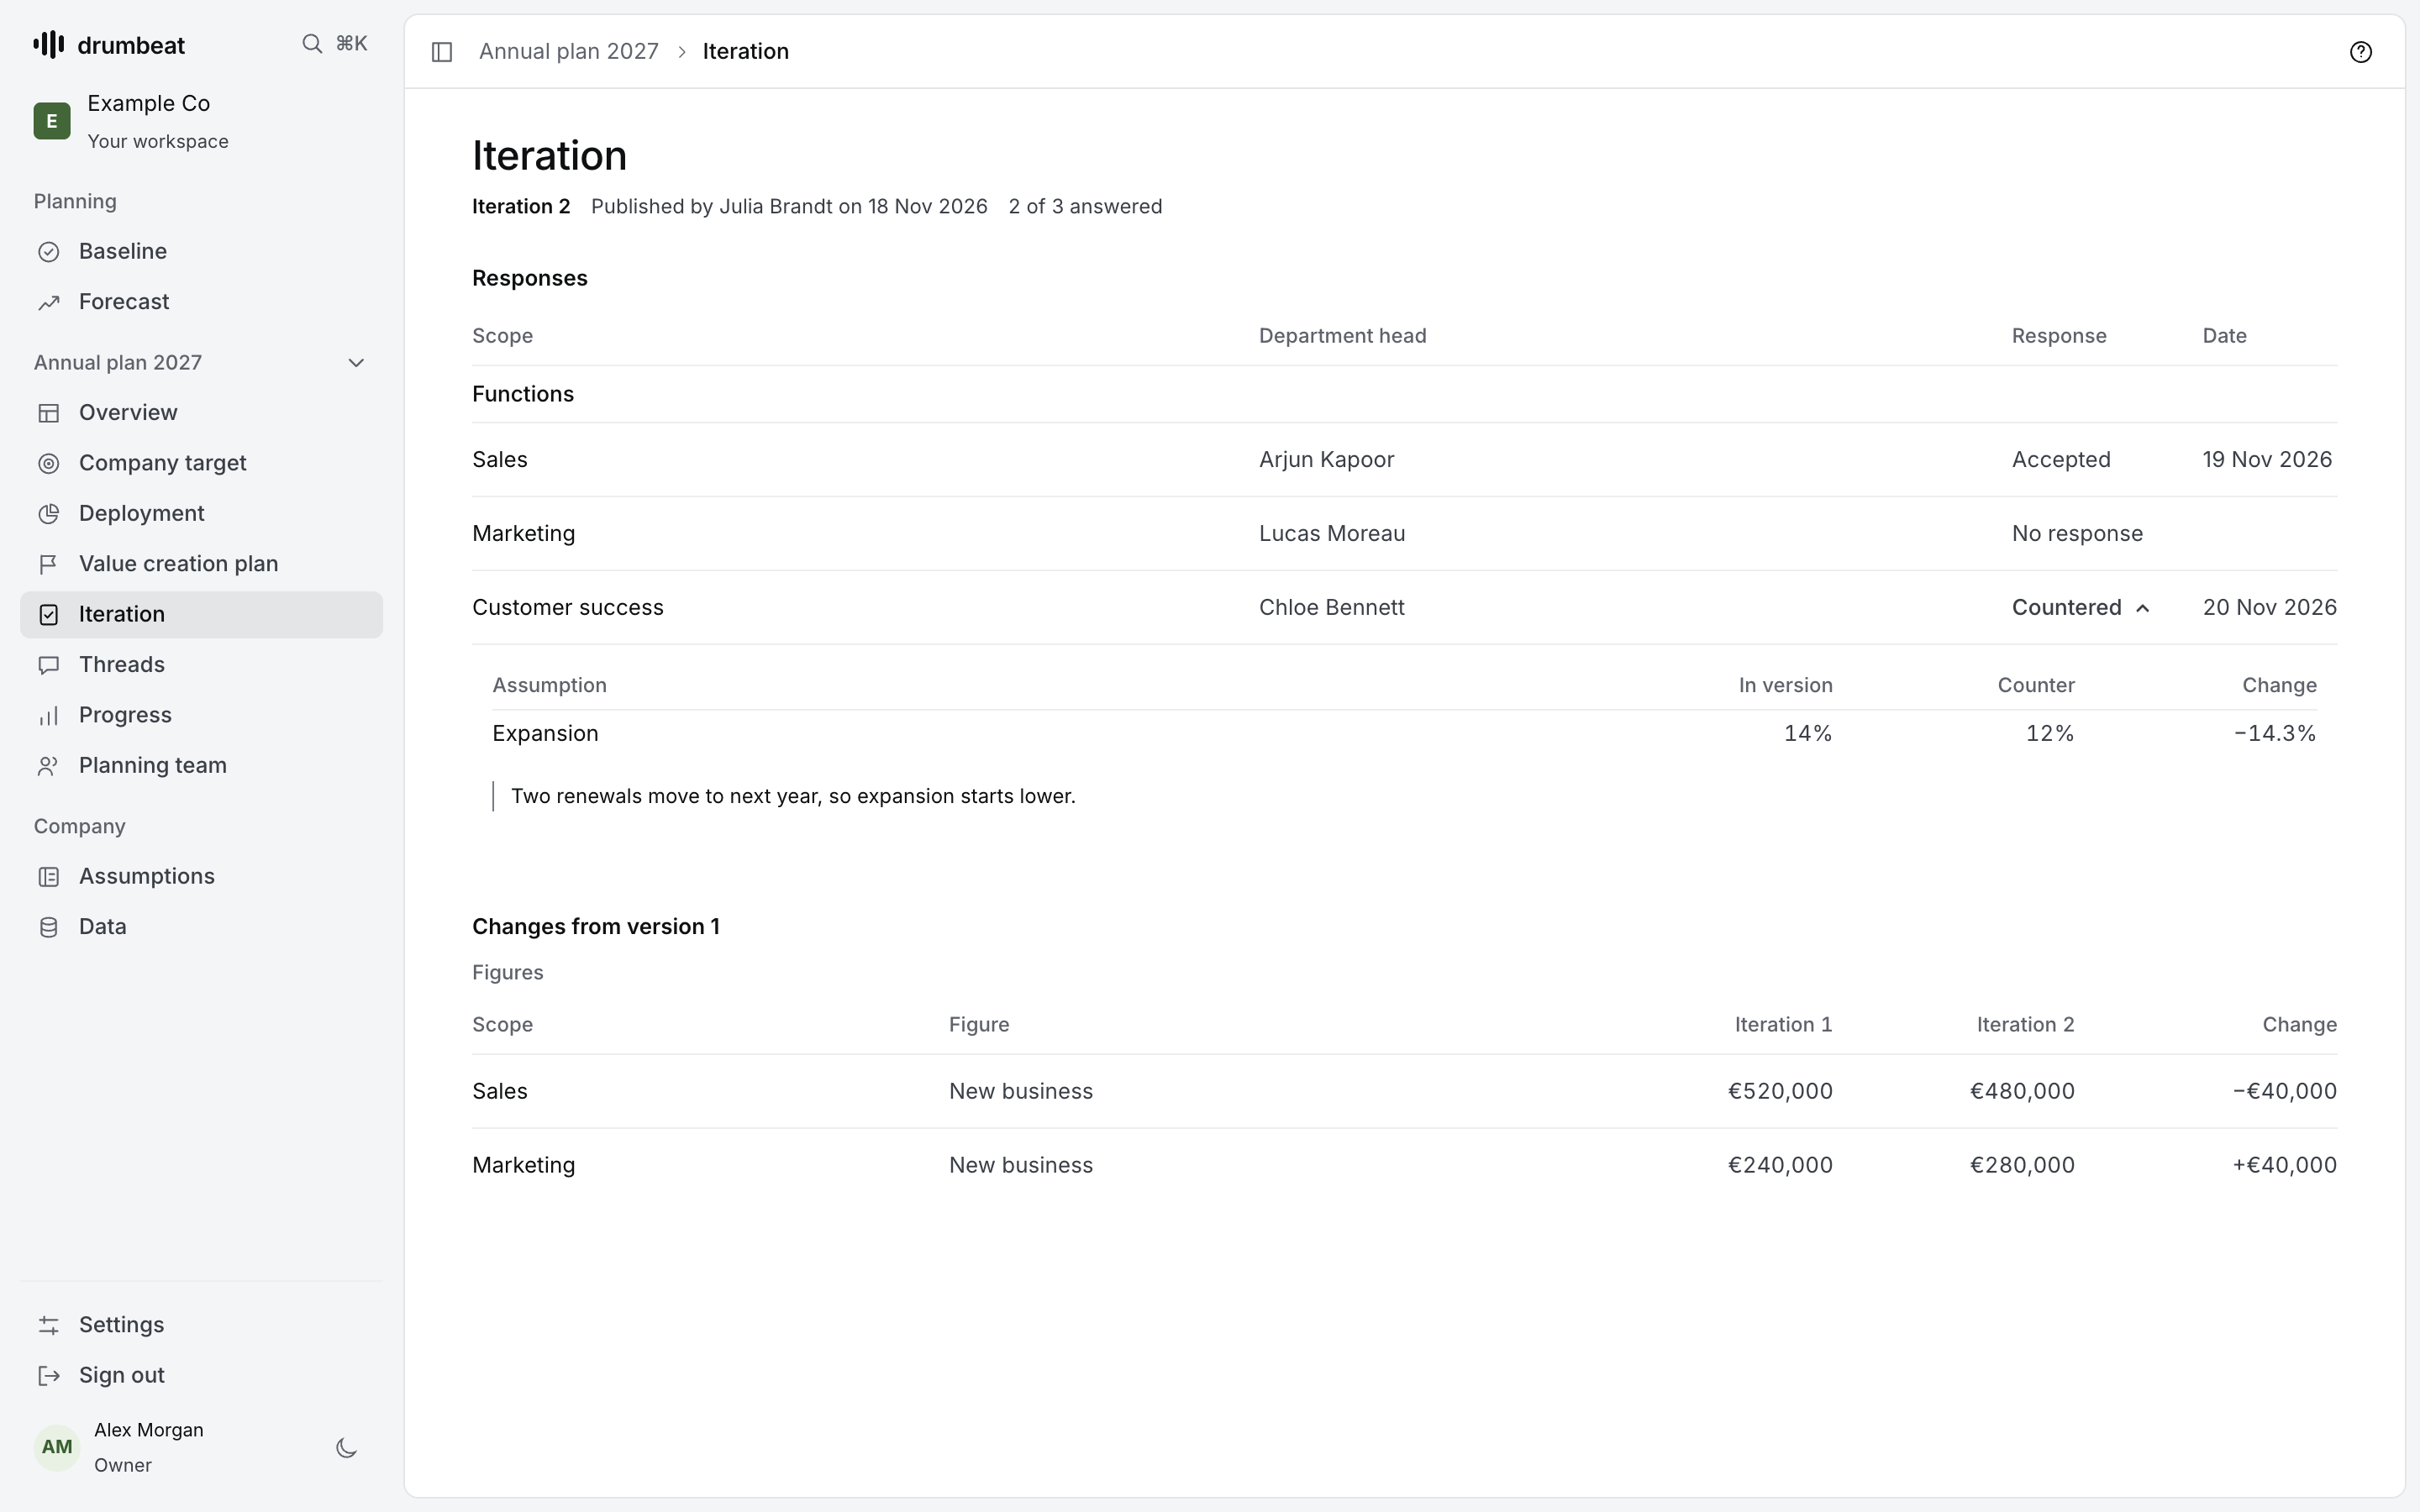 drumbeat ⌘K
E Example Co
Your workspace
Planning
Baseline
Forecast
Annual plan 2027
Overview
Company target
Deployment
Value creation plan
Iteration
Threads
Progress
Planning team
Company
Assumptions
Data
Settings
Sign out
AM Alex Morgan
Owner
Annual plan 2027 > Iteration
Iteration
Iteration 2 Published by Julia Brandt on 18 Nov 2026 2 of 3 answered
Responses
Scope Department head Response Date
Functions
Sales Arjun Kapoor Accepted 19 Nov 2026
Marketing Lucas Moreau No response
Customer success Chloe Bennett Countered 20 Nov 2026
Assumption In version Counter Change
Expansion 14% 12% −14.3%
Two renewals move to next year, so expansion starts lower.
Changes from version 1
Figures
Scope Figure Iteration 1 Iteration 2 Change
Sales New business €520,000 €480,000 −€40,000
Marketing New business €240,000 €280,000 +€40,000